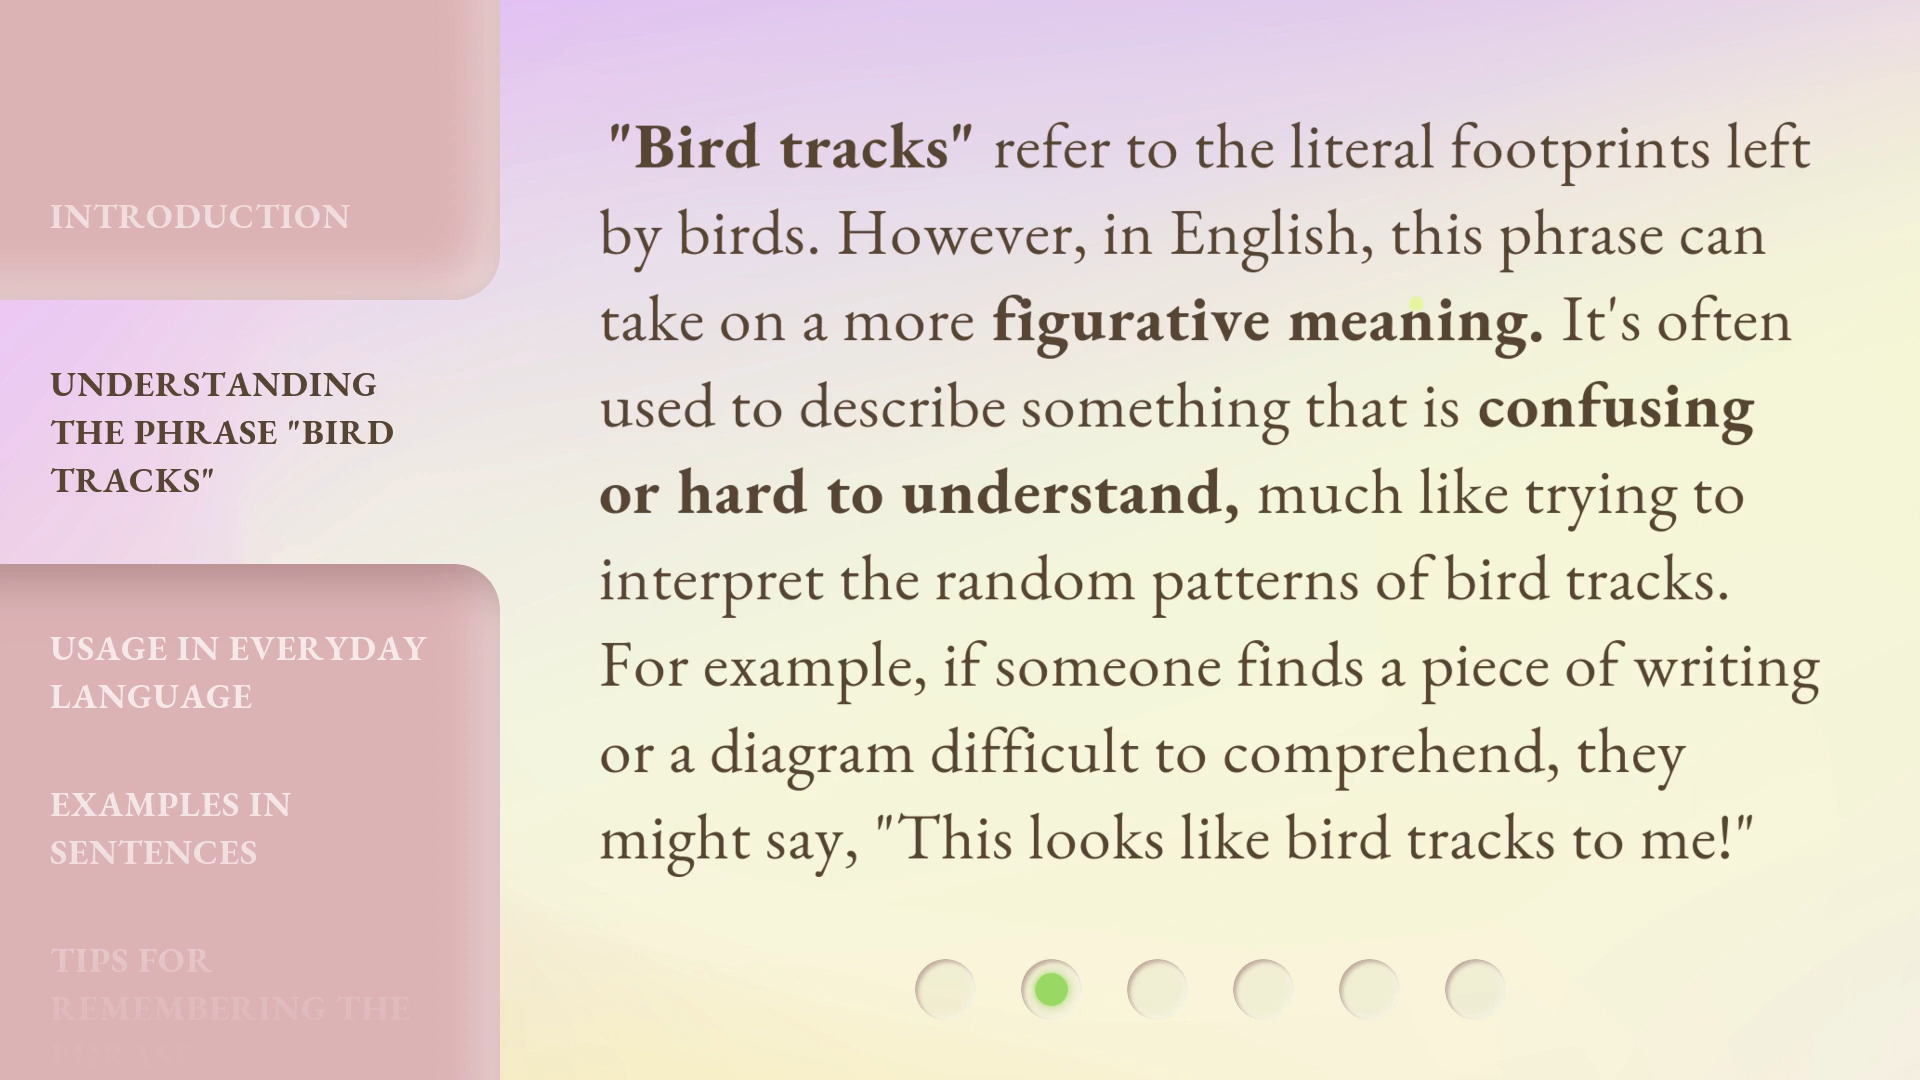 INTRODUCTION
UNDERSTANDING
THE PHRASE "BIRD
TRACKS"
USAGE IN EVERYDAY
LANGUAGE
EXAMPLES IN
SENTENCES
TIPS FOR
REMEMBERING THE
PHRASE
"Bird tracks" refer to the literal footprints left
by birds. However, in English, this phrase can
take on a more figurative meaning. It's often
used to describe something that is confusing
or hard to understand, much like trying to
interpret the random patterns of bird tracks.
For example, if someone finds a piece of writing
or a diagram difficult to comprehend, they
might say, "This looks like bird tracks to me!"